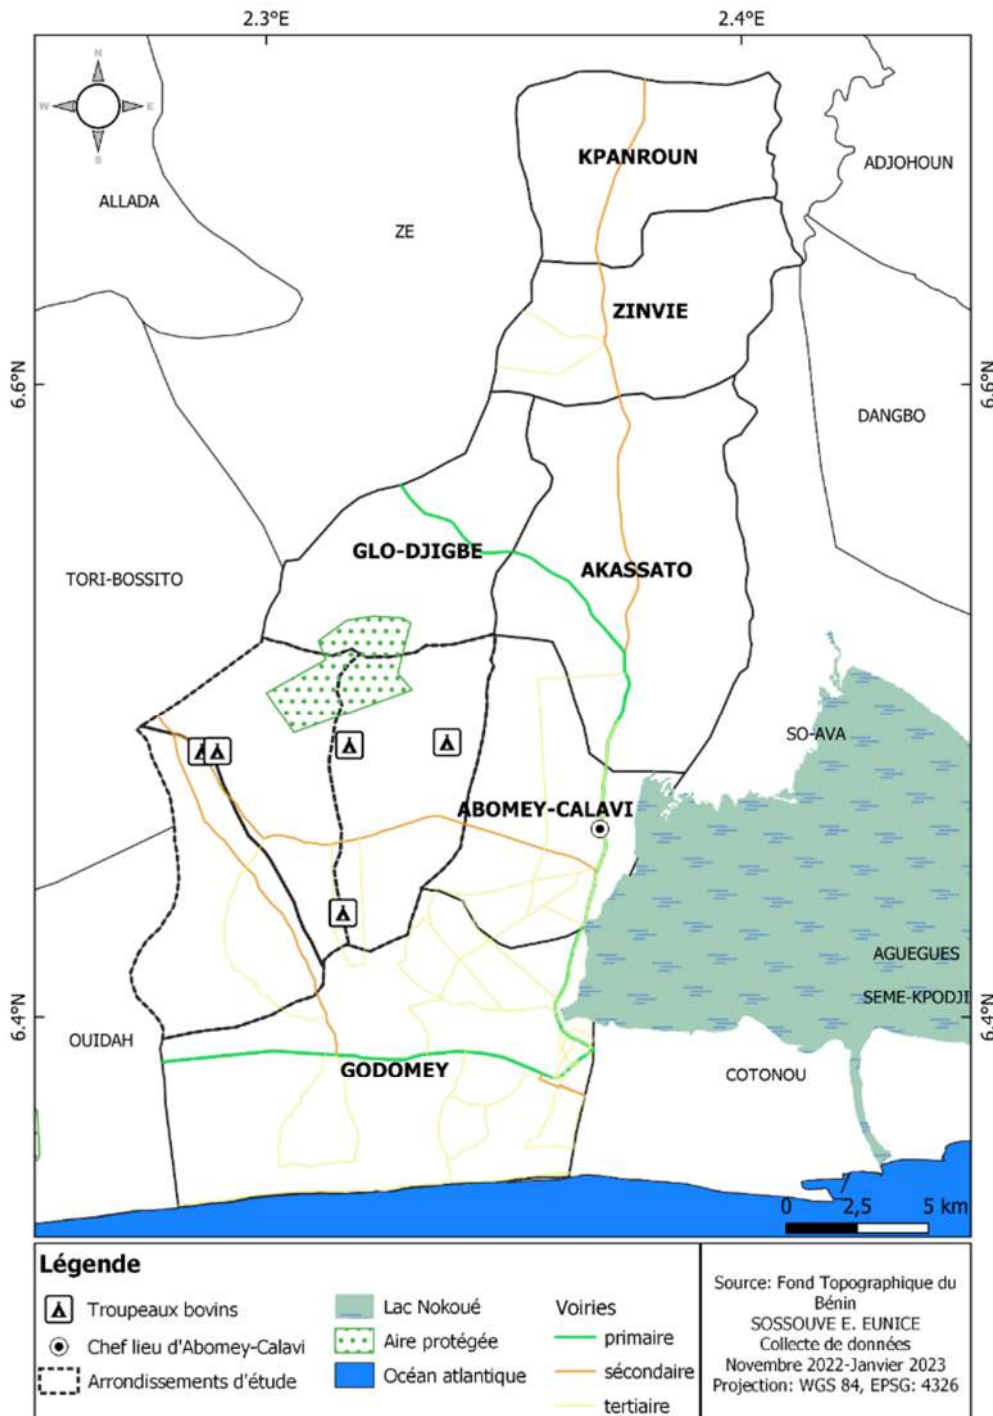 2.3°E 2.4°E
N
W E
S
KPANROUN
ADJOHOUN
ALLADA
ZE
ZINVIE
6.6°N 6.6°N
DANGBO
GLO-DJIGBE
AKASSATO
TORI-BOSSITO
SO-AVA
ABOMEY-CALAVI
AGUEGUES
SEME-KPODJI
6.4°N 6.4°N
OUIDAH
GODOMEY
COTONOU
0 2,5 5 km
Légende
Troupeaux bovins
Chef lieu d'Abomey-Calavi
Arrondissements d'étude
Lac Nokoué
Aire protégée
Océan atlantique
Voiries
primaire
sécondaire
tertiaire
Source: Fond Topographique du
Bénin
SOSSOUVE E. EUNICE
Collecte de données
Novembre 2022-Janvier 2023
Projection: WGS 84, EPSG: 4326